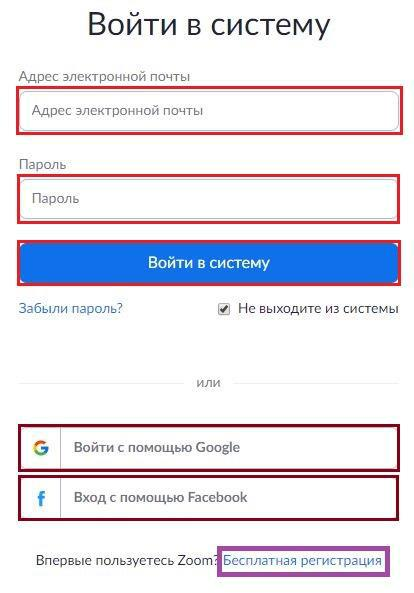 Войти в систему
Адрес электронной почты
Адрес электронной почты
Пароль
Пароль
Войти в систему
Забыли пароль? Не выходите из системы
или
Войти с помощью Google
Вход с помощью Facebook
Впервые пользуетесь Zoom? Бесплатная регистрация